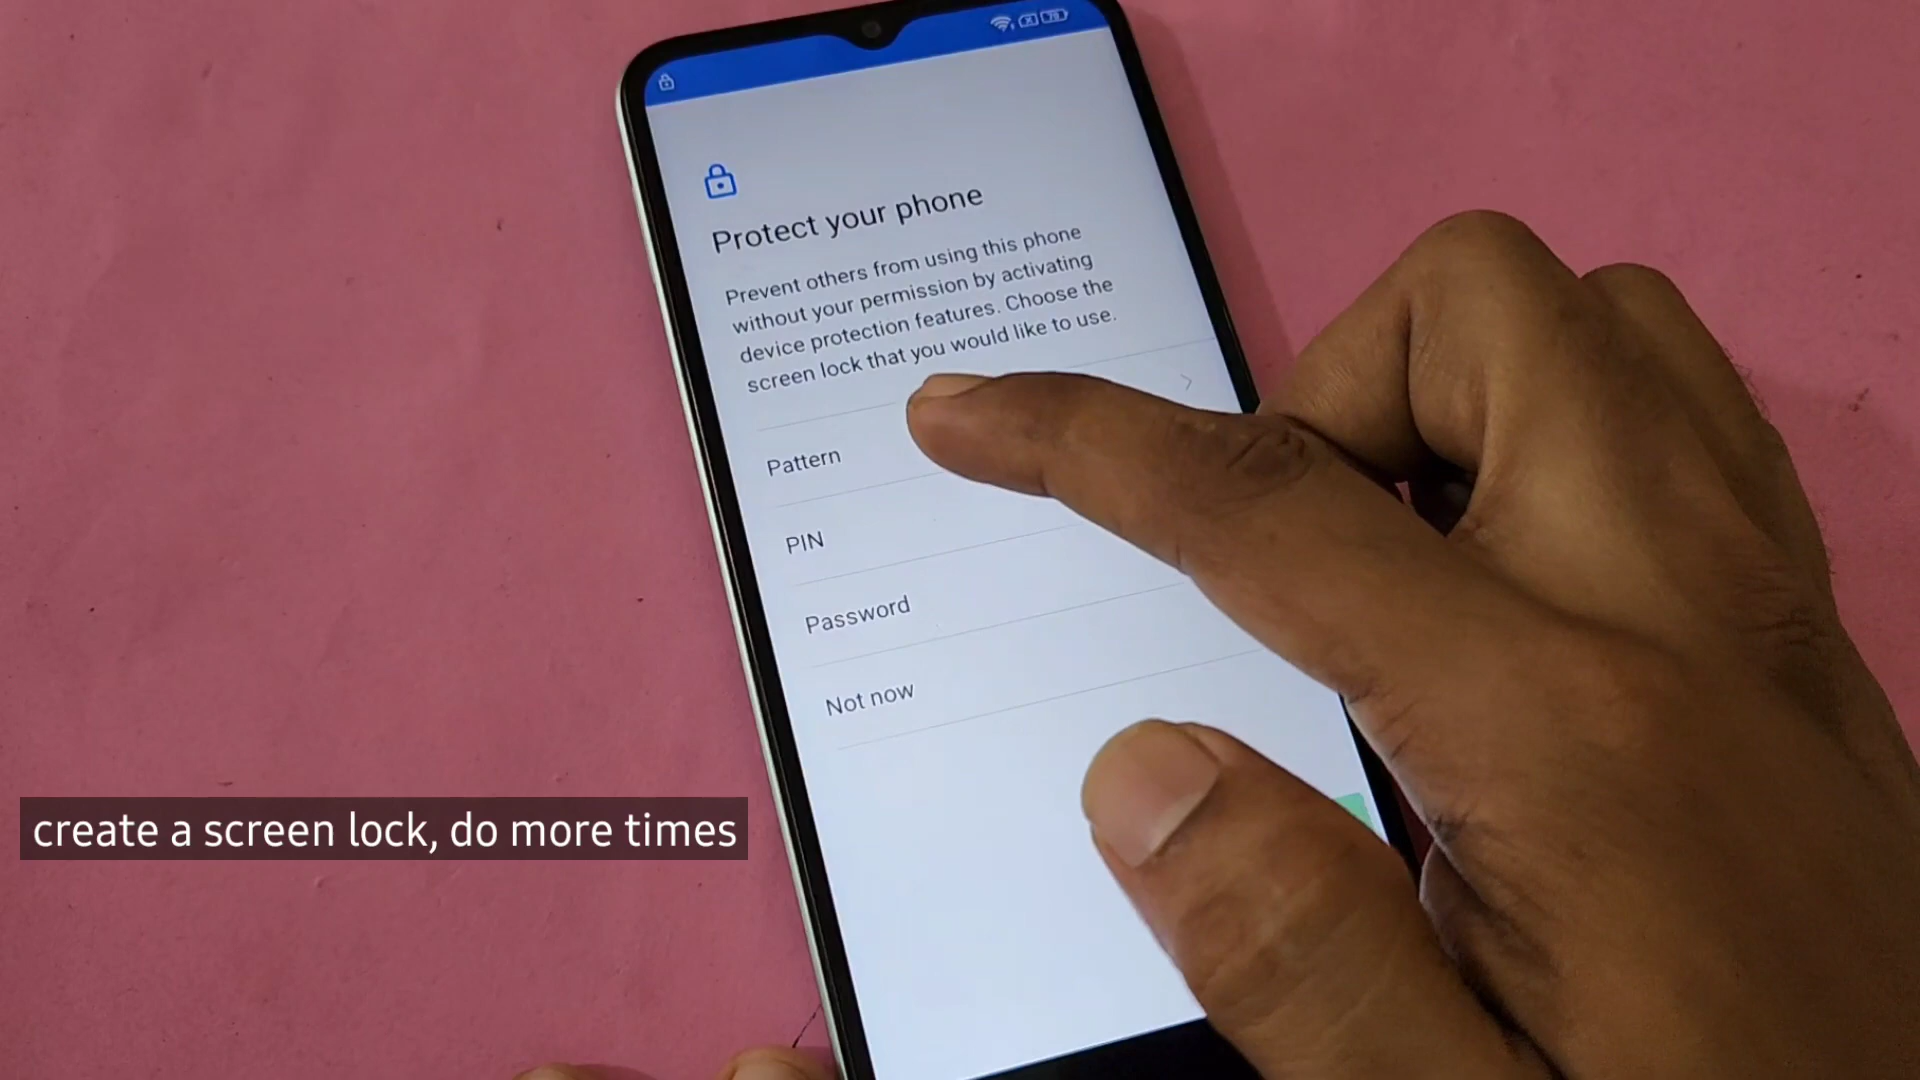 Protect your phone
Prevent others from using this phone
without your permission by activating
device protection features. Choose the
screen lock that you would like to use.
Pattern
PIN
Password
Not now
create a screen lock, do more times